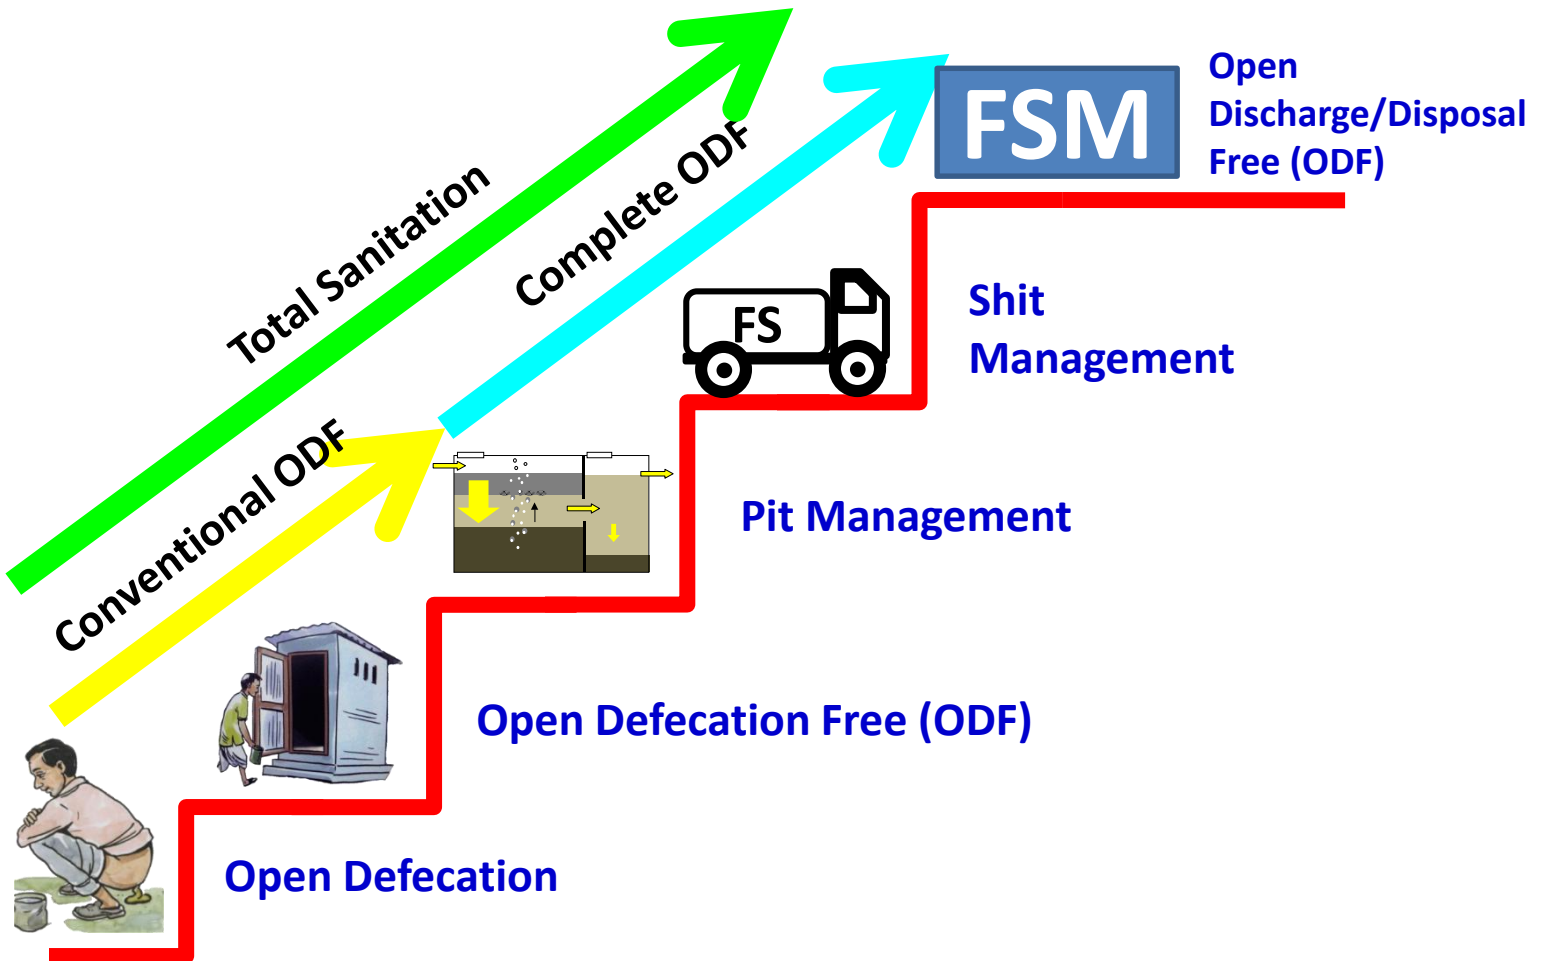 FSM
Open
Discharge/Disposal
Free (ODF)
Total Sanitation
Complete ODF
FS
Shit
Management
Conventional ODF
Pit Management
Open Defecation Free (ODF)
Open Defecation